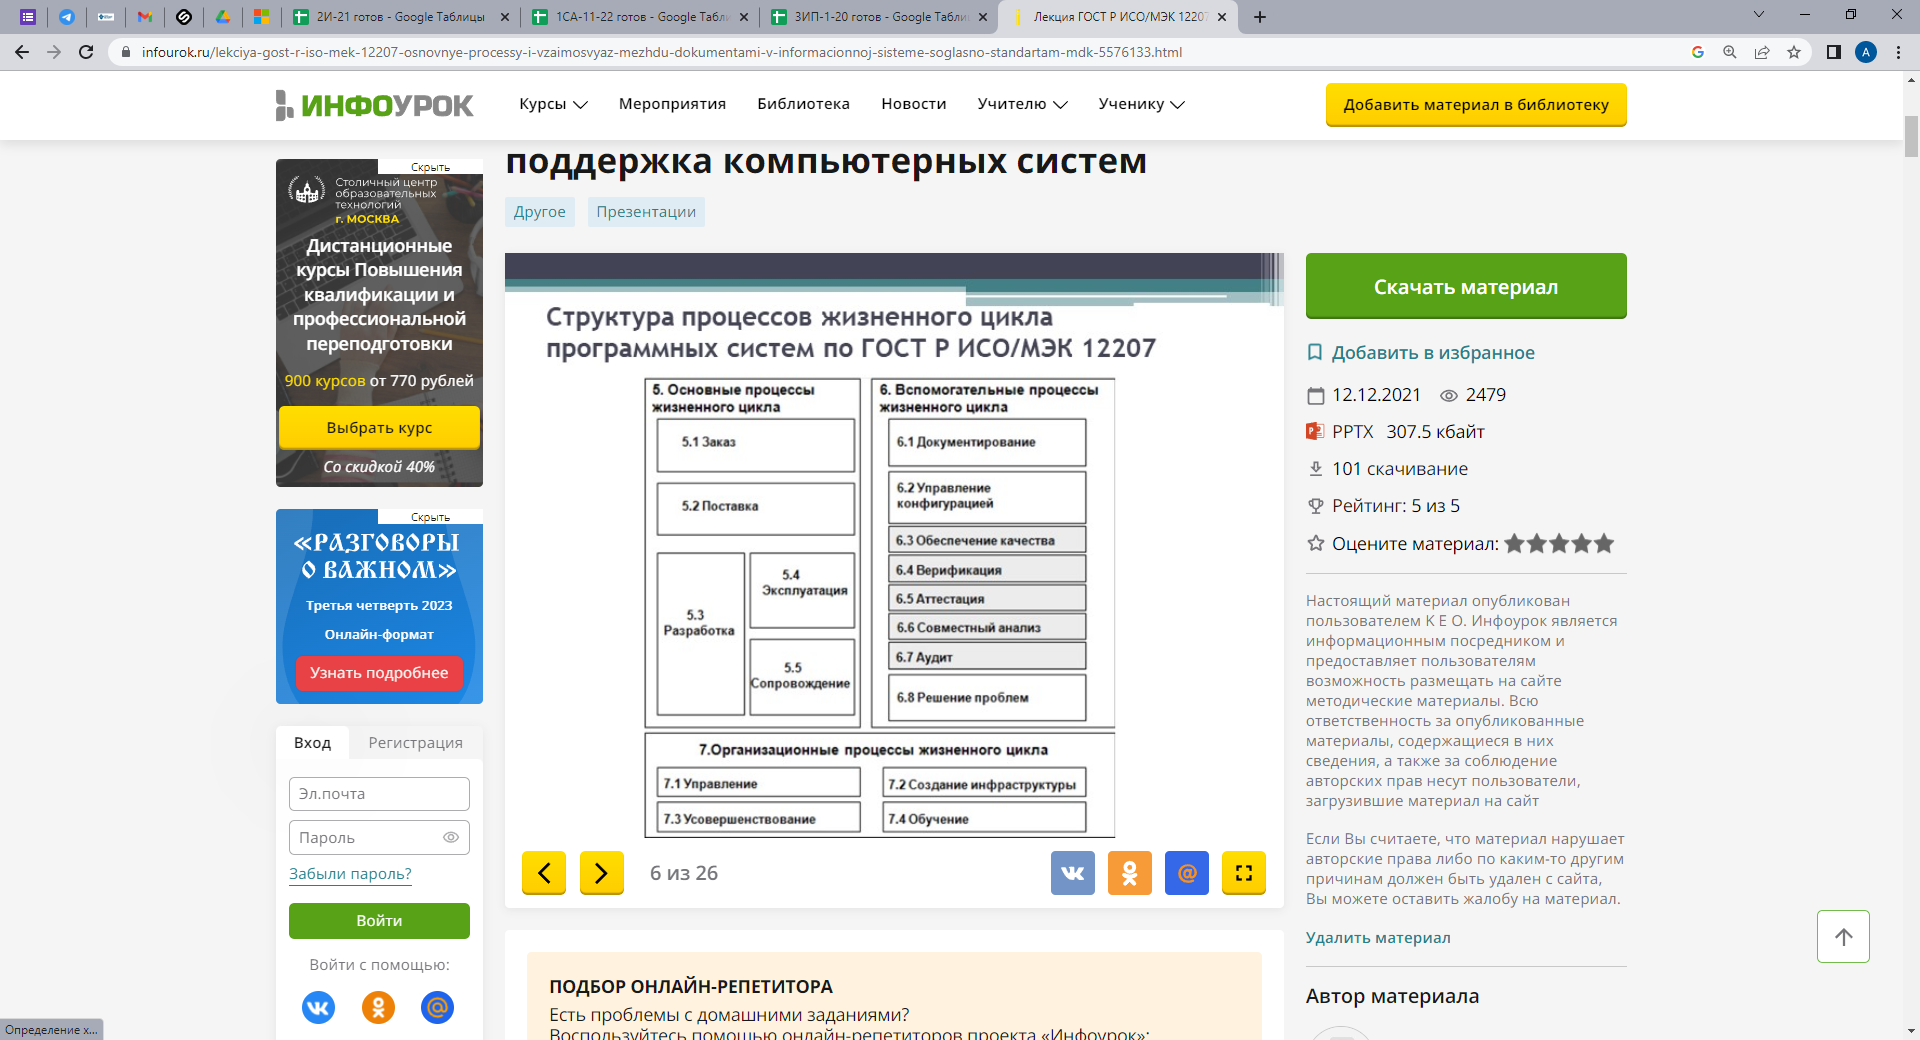 2И-21 готов - Google Таблицы
1СА-11-22 готов - Google Табли
3ИП-1-20 готов - Google Таблиц
Лекция ГОСТ Р ИСО/МЭК 12207
infourok.ru/lekciya-gost-r-iso-mek-12207-osnovnye-processy-i-vzaimosvyaz-mezhdu-dokumentami-v-informacionnoj-sisteme-soglasno-standartam-mdk-5576133.html
A
ИНФОУРОК
Курсы
Мероприятия
Библиотека
Новости
Учителю
Ученику
Добавить материал в библиотеку
поддержка компьютерных систем
Другое
Презентации
Скрыть
Столичный центр
образовательных
технологий
г. МОСКВА
Дистанционные
курсы Повышения
квалификации и
профессиональной
переподготовки
900 курсов от 770 рублей
Выбрать курс
Со скидкой 40%
Скрыть
«РАЗГОВОРЫ
О ВАЖНОМ»
Третья четверть 2023
Онлайн-формат
Узнать подробнее
Вход
Регистрация
Эл.почта
Пароль
Забыли пароль?
Войти
Войти с помощью:
Определение х...
Структура процессов жизненного цикла
программных систем по ГОСТ Р ИСО/МЭК 12207
5. Основные процессы
жизненного цикла
5.1 Заказ
5.2 Поставка
5.3
Разработка
5.4
Эксплуатация
5.5
Сопровождение
6. Вспомогательные процессы
жизненного цикла
6.1 Документирование
6.2 Управление
конфигурацией
6.3 Обеспечение качества
6.4 Верификация
6.5 Аттестация
6.6 Совместный анализ
6.7 Аудит
6.8 Решение проблем
7.Организационные процессы жизненного цикла
7.1 Управление
7.2 Создание инфраструктуры
7.3 Усовершенствование
7.4 Обучение
6 из 26
ПОДБОР ОНЛАЙН-РЕПЕТИТОРА
Есть проблемы с домашними заданиями?
Воспользуйтесь помощью онлайн-репетиторов проекта «Инфоурок»:
Скачать материал
Добавить в избранное
12.12.2021 2479
PPTX 307.5 кбайт
101 скачивание
Рейтинг: 5 из 5
Оцените материал:
Настоящий материал опубликован
пользователем K E O. Инфоурок является
информационным посредником и
предоставляет пользователям
возможность размещать на сайте
методические материалы. Всю
ответственность за опубликованные
материалы, содержащиеся в них
сведения, а также за соблюдение
авторских прав несут пользователи,
загрузившие материал на сайт
Если Вы считаете, что материал нарушает
авторские права либо по каким-то другим
причинам должен быть удален с сайта,
Вы можете оставить жалобу на материал.
Удалить материал
Автор материала